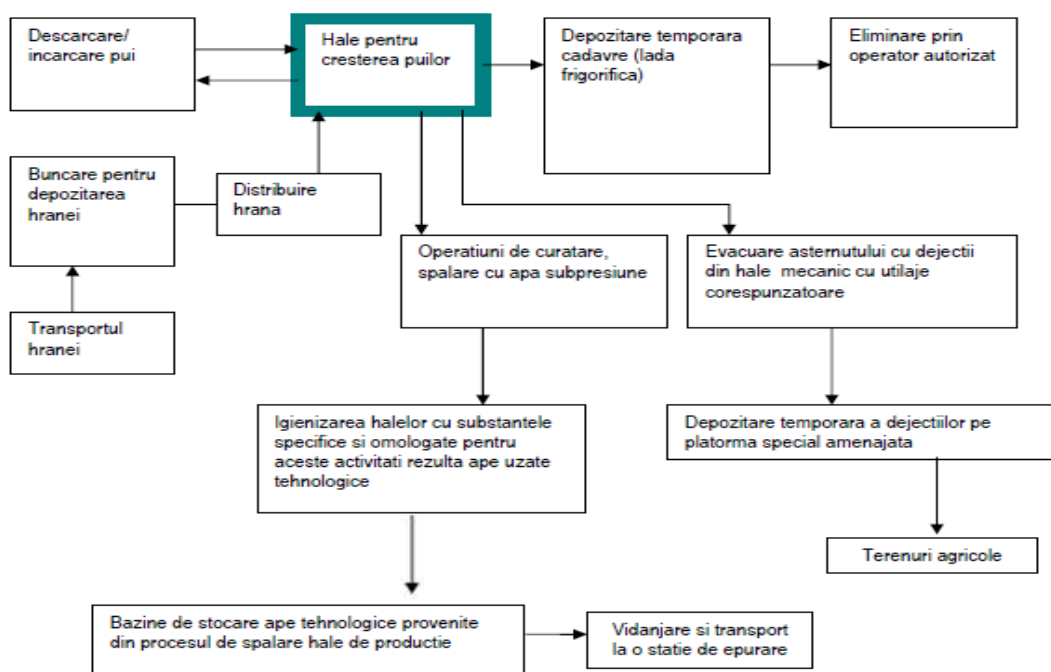 Descarcare/
incarcare pui
Hale pentru
cresterea puilor
Depozitare temporara
cadavre (lada
frigorifica)
Eliminare prin
operator autorizat
Buncare pentru
depozitarea
hranei
Distribuire
hrana
Operatiuni de curatare,
spalare cu apa subpresiune
Evacuare asternutului cu dejectii
din hale mecanic cu utilaje
corespunzatoare
Transportul
hranei
Igienizarea halelor cu substantele
specifice si omologate pentru
aceste activitati rezulta ape uzate
tehnologice
Depozitare temporara a dejectiilor pe
platorma special amenajata
Terenuri agricole
Bazine de stocare ape tehnologice provenite
din procesul de spalare hale de productie
Vidanjare si transport
la o statie de epurare